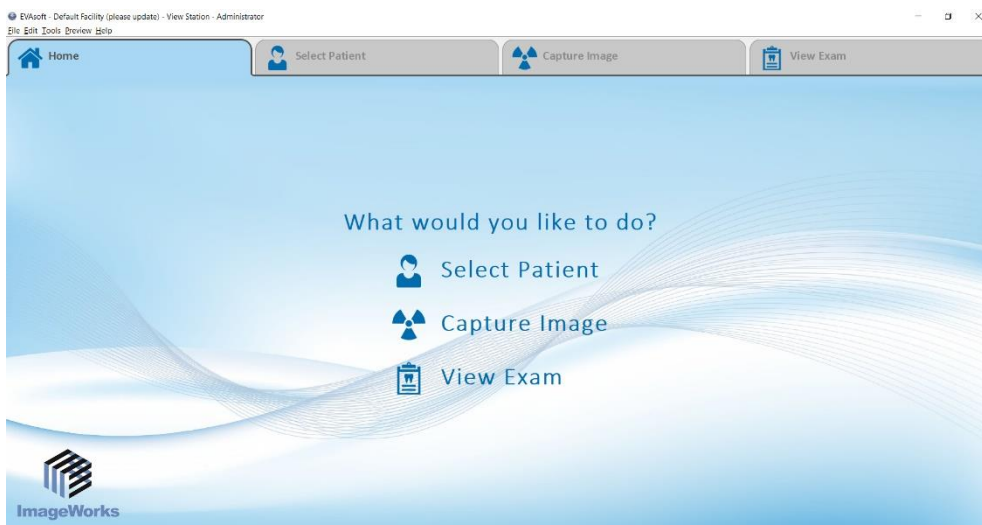 EVAsoft - Default Facility (please update) - View Station - Administrator
File Edit Tools Preview Help
Home Select Patient Capture Image View Exam
What would you like to do?
Select Patient
Capture Image
View Exam
ImageWorks